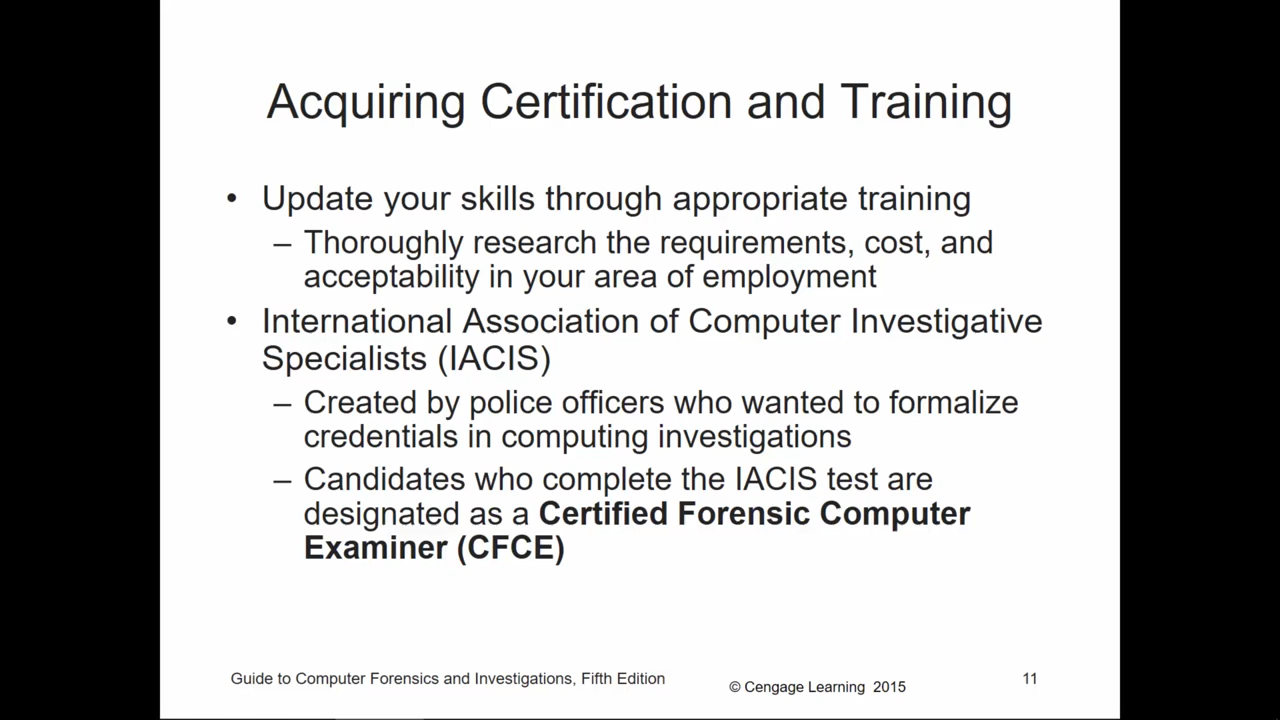 Acquiring Certification and Training
• Update your skills through appropriate training
– Thoroughly research the requirements, cost, and
acceptability in your area of employment
• International Association of Computer Investigative
Specialists (IACIS)
– Created by police officers who wanted to formalize
credentials in computing investigations
– Candidates who complete the IACIS test are
designated as a Certified Forensic Computer
Examiner (CFCE)
Guide to Computer Forensics and Investigations, Fifth Edition
© Cengage Learning 2015
11